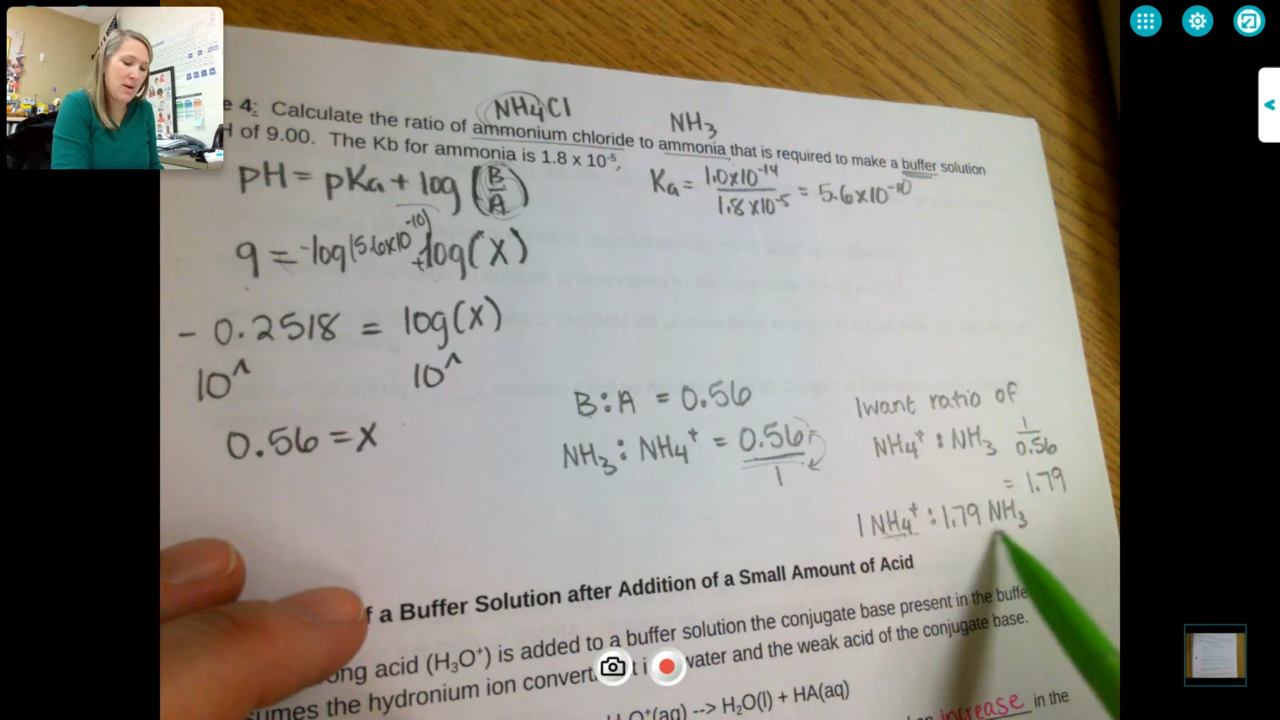 NH4Cl NH3
e 4: Calculate the ratio of ammonium chloride to ammonia that is required to make a buffer solution
H of 9.00. The Kb for ammonia is 1.8 x 10⁻⁵.
pH = pKa + log (B/A)
Ka = 1.0x10⁻¹⁴ / 1.8x10⁻⁵ = 5.6x10⁻¹⁰
9 = -log(5.6x10⁻¹⁰) + log(x)
- 0.2518 = log(x)
10^ 10^
0.56 = x
B:A = 0.56
NH3 : NH4⁺ = 0.56 / 1
I want ratio of
NH4⁺ : NH3 1/0.56
= 1.79
1 NH4⁺ : 1.79 NH3
f a Buffer Solution after Addition of a Small Amount of Acid
ong acid (H₃O⁺) is added to a buffer solution the conjugate base present in the buffe
umes the hydronium ion convert water and the weak acid of the conjugate base.
O⁺(aq) --> H₂O(l) + HA(aq)
increase in the